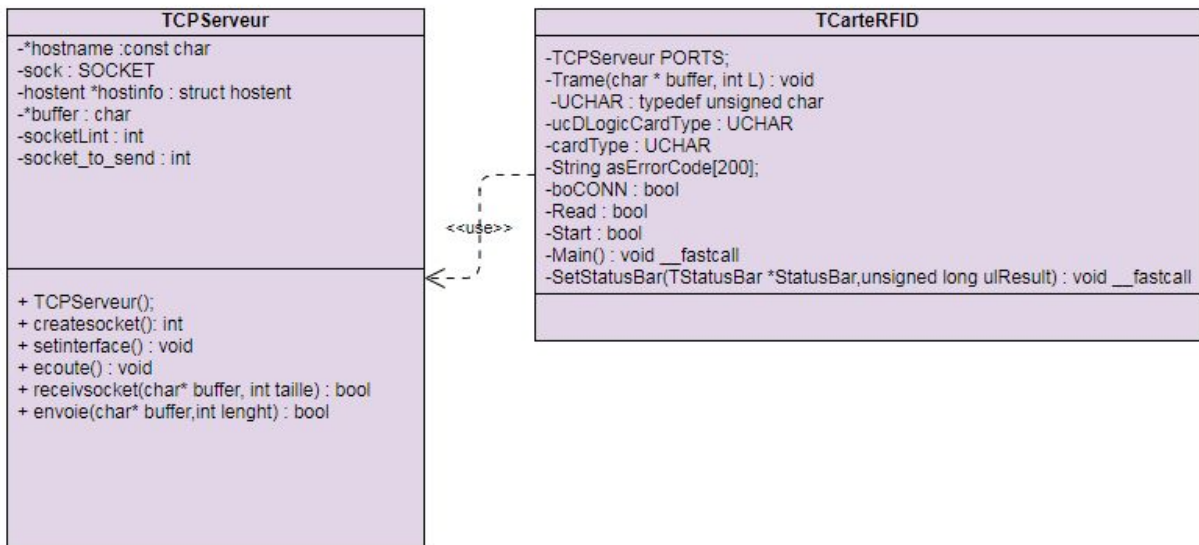 TCPServeur
-*hostname :const char
-sock : SOCKET
-hostent *hostinfo : struct hostent
-*buffer : char
-socketLint : int
-socket_to_send : int
+ TCPServeur();
+ createsocket(): int
+ setinterface() : void
+ ecoute() : void
+ receivsocket(char* buffer, int taille) : bool
+ envoie(char* buffer,int lenght) : bool
<<use>>
TCarteRFID
-TCPServeur PORTS;
-Trame(char * buffer, int L) : void
-UCHAR : typedef unsigned char
-ucDLogicCardType : UCHAR
-cardType : UCHAR
-String asErrorCode[200];
-boCONN : bool
-Read : bool
-Start : bool
-Main() : void __fastcall
-SetStatusBar(TStatusBar *StatusBar,unsigned long ulResult) : void __fastcall